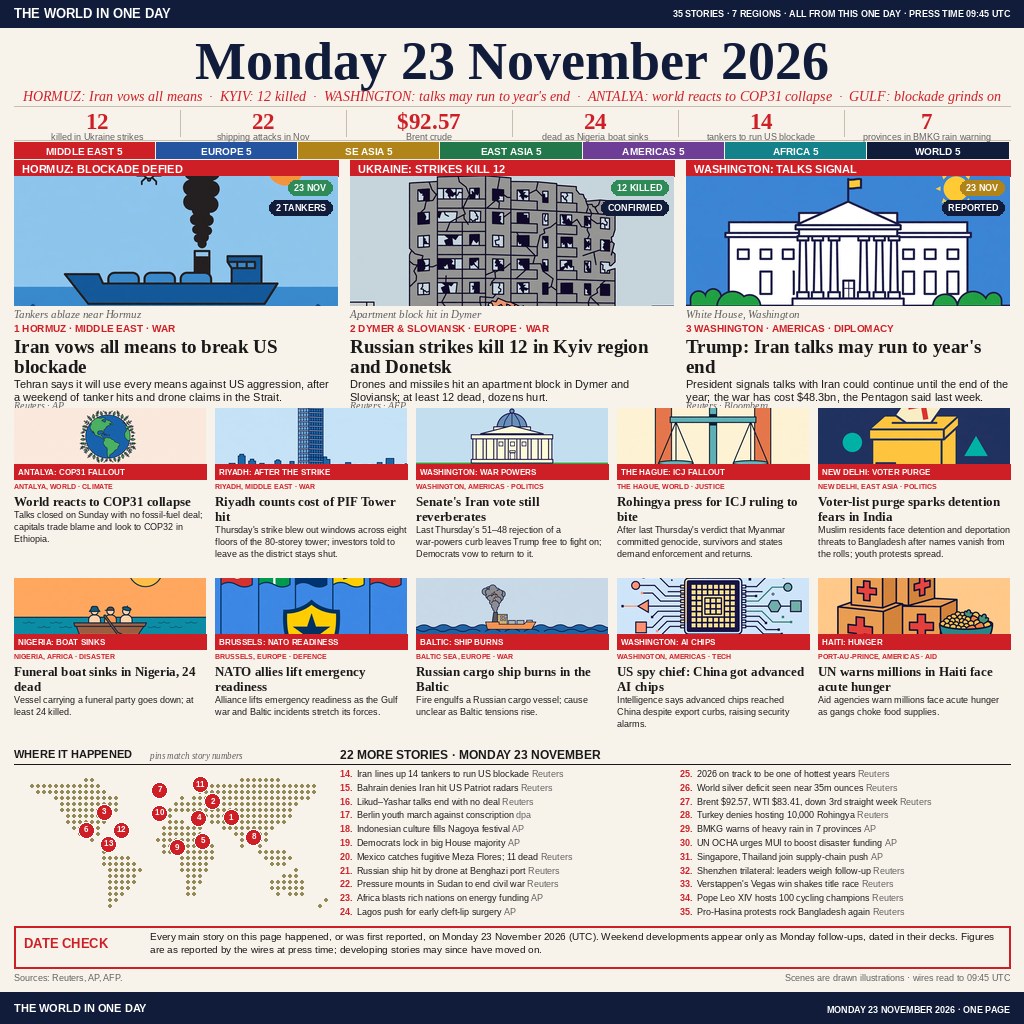 THE WORLD IN ONE DAY
35 STORIES · 7 REGIONS · ALL FROM THIS ONE DAY · PRESS TIME 09:45 UTC
Monday 23 November 2026
HORMUZ: Iran vows all means · KYIV: 12 killed · WASHINGTON: talks may run to year's end · ANTALYA: world reacts to COP31 collapse · GULF: blockade grinds on
12
killed in Ukraine strikes
22
shipping attacks in Nov
$92.57
Brent crude
24
dead as Nigeria boat sinks
14
tankers to run US blockade
7
provinces in BMKG rain warning
MIDDLE EAST 5
EUROPE 5
SE ASIA 5
EAST ASIA 5
AMERICAS 5
AFRICA 5
WORLD 5
HORMUZ: BLOCKADE DEFIED
23 NOV
2 TANKERS
Tankers ablaze near Hormuz
1 HORMUZ · MIDDLE EAST · WAR
Iran vows all means to break US
blockade
Tehran says it will use every means against US aggression, after
a weekend of tanker hits and drone claims in the Strait.
Reuters · AP
UKRAINE: STRIKES KILL 12
12 KILLED
CONFIRMED
Apartment block hit in Dymer
2 DYMER & SLOVIANSK · EUROPE · WAR
Russian strikes kill 12 in Kyiv region
and Donetsk
Drones and missiles hit an apartment block in Dymer and
Sloviansk; at least 12 dead, dozens hurt.
Reuters · AFP
WASHINGTON: TALKS SIGNAL
23 NOV
REPORTED
White House, Washington
3 WASHINGTON · AMERICAS · DIPLOMACY
Trump: Iran talks may run to year's
end
President signals talks with Iran could continue until the end of the
year; the war has cost $48.3bn, the Pentagon said last week.
Reuters · Bloomberg
ANTALYA: COP31 FALLOUT
ANTALYA, WORLD · CLIMATE
World reacts to COP31 collapse
Talks closed on Sunday with no fossil-fuel deal;
capitals trade blame and look to COP32 in
Ethiopia.
RIYADH: AFTER THE STRIKE
RIYADH, MIDDLE EAST · WAR
Riyadh counts cost of PIF Tower
hit
Thursday's strike blew out windows across eight
floors of the 80-storey tower; investors told to
leave as the district stays shut.
WASHINGTON: WAR POWERS
WASHINGTON, AMERICAS · POLITICS
Senate's Iran vote still
reverberates
Last Thursday's 51–48 rejection of a
war-powers curb leaves Trump free to fight on;
Democrats vow to return to it.
THE HAGUE: ICJ FALLOUT
THE HAGUE, WORLD · JUSTICE
Rohingya press for ICJ ruling to
bite
After last Thursday's verdict that Myanmar
committed genocide, survivors and states
demand enforcement and returns.
NEW DELHI: VOTER PURGE
NEW DELHI, EAST ASIA · POLITICS
Voter-list purge sparks detention
fears in India
Muslim residents face detention and deportation
threats to Bangladesh after names vanish from
the rolls; youth protests spread.
NIGERIA: BOAT SINKS
NIGERIA, AFRICA · DISASTER
Funeral boat sinks in Nigeria, 24
dead
Vessel carrying a funeral party goes down; at
least 24 killed.
BRUSSELS: NATO READINESS
BRUSSELS, EUROPE · DEFENCE
NATO allies lift emergency
readiness
Alliance lifts emergency readiness as the Gulf
war and Baltic incidents stretch its forces.
BALTIC: SHIP BURNS
BALTIC SEA, EUROPE · WAR
Russian cargo ship burns in the
Baltic
Fire engulfs a Russian cargo vessel; cause
unclear as Baltic tensions rise.
WASHINGTON: AI CHIPS
WASHINGTON, AMERICAS · TECH
US spy chief: China got advanced
AI chips
Intelligence says advanced chips reached
China despite export curbs, raising security
alarms.
HAITI: HUNGER
PORT-AU-PRINCE, AMERICAS · AID
UN warns millions in Haiti face
acute hunger
Aid agencies warn millions face acute hunger
as gangs choke food supplies.
WHERE IT HAPPENED
pins match story numbers
7
11
2
3
10
4
1
6
12
13
9
5
8
22 MORE STORIES · MONDAY 23 NOVEMBER
14. Iran lines up 14 tankers to run US blockade Reuters
15. Bahrain denies Iran hit US Patriot radars Reuters
16. Likud–Yashar talks end with no deal Reuters
17. Berlin youth march against conscription dpa
18. Indonesian culture fills Nagoya festival AP
19. Democrats lock in big House majority AP
20. Mexico catches fugitive Meza Flores; 11 dead Reuters
21. Russian ship hit by drone at Benghazi port Reuters
22. Pressure mounts in Sudan to end civil war Reuters
23. Africa blasts rich nations on energy funding AP
24. Lagos push for early cleft-lip surgery AP
25. 2026 on track to be one of hottest years Reuters
26. World silver deficit seen near 35m ounces Reuters
27. Brent $92.57, WTI $83.41, down 3rd straight week Reuters
28. Turkey denies hosting 10,000 Rohingya Reuters
29. BMKG warns of heavy rain in 7 provinces AP
30. UN OCHA urges MUI to boost disaster funding AP
31. Singapore, Thailand join supply-chain push AP
32. Shenzhen trilateral: leaders weigh follow-up Reuters
33. Verstappen's Vegas win shakes title race Reuters
34. Pope Leo XIV hosts 100 cycling champions Reuters
35. Pro-Hasina protests rock Bangladesh again Reuters
DATE CHECK
Every main story on this page happened, or was first reported, on Monday 23 November 2026 (UTC). Weekend developments appear only as Monday follow-ups, dated in their decks. Figures
are as reported by the wires at press time; developing stories may since have moved on.
Sources: Reuters, AP, AFP.
Scenes are drawn illustrations · wires read to 09:45 UTC
THE WORLD IN ONE DAY
MONDAY 23 NOVEMBER 2026 · ONE PAGE